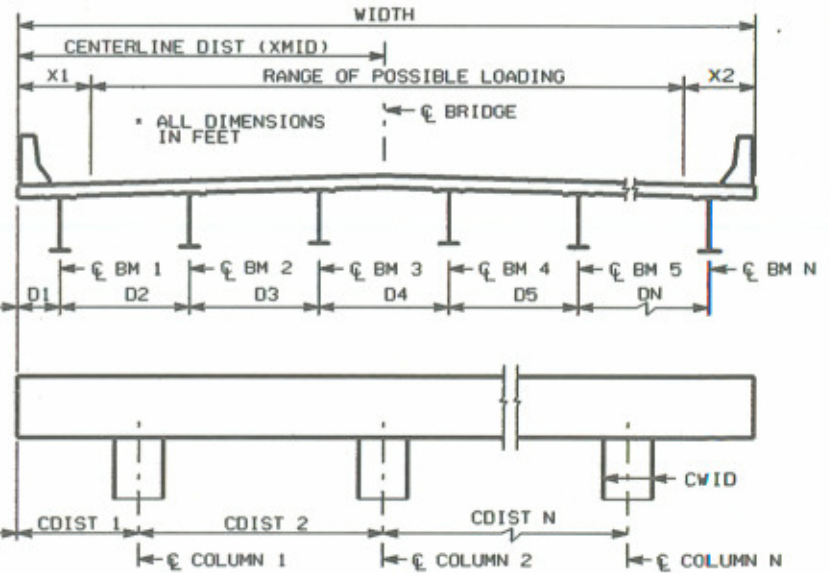 WIDTH
CENTERLINE DIST (XMID)
X1 RANGE OF POSSIBLE LOADING X2
* ALL DIMENSIONS
IN FEET
℄ BRIDGE
℄ BM 1 ℄ BM 2 ℄ BM 3 ℄ BM 4 ℄ BM 5 ℄ BM N
D1 D2 D3 D4 D5 DN
CWID
CDIST 1 CDIST 2 CDIST N
℄ COLUMN 1 ℄ COLUMN 2 ℄ COLUMN N